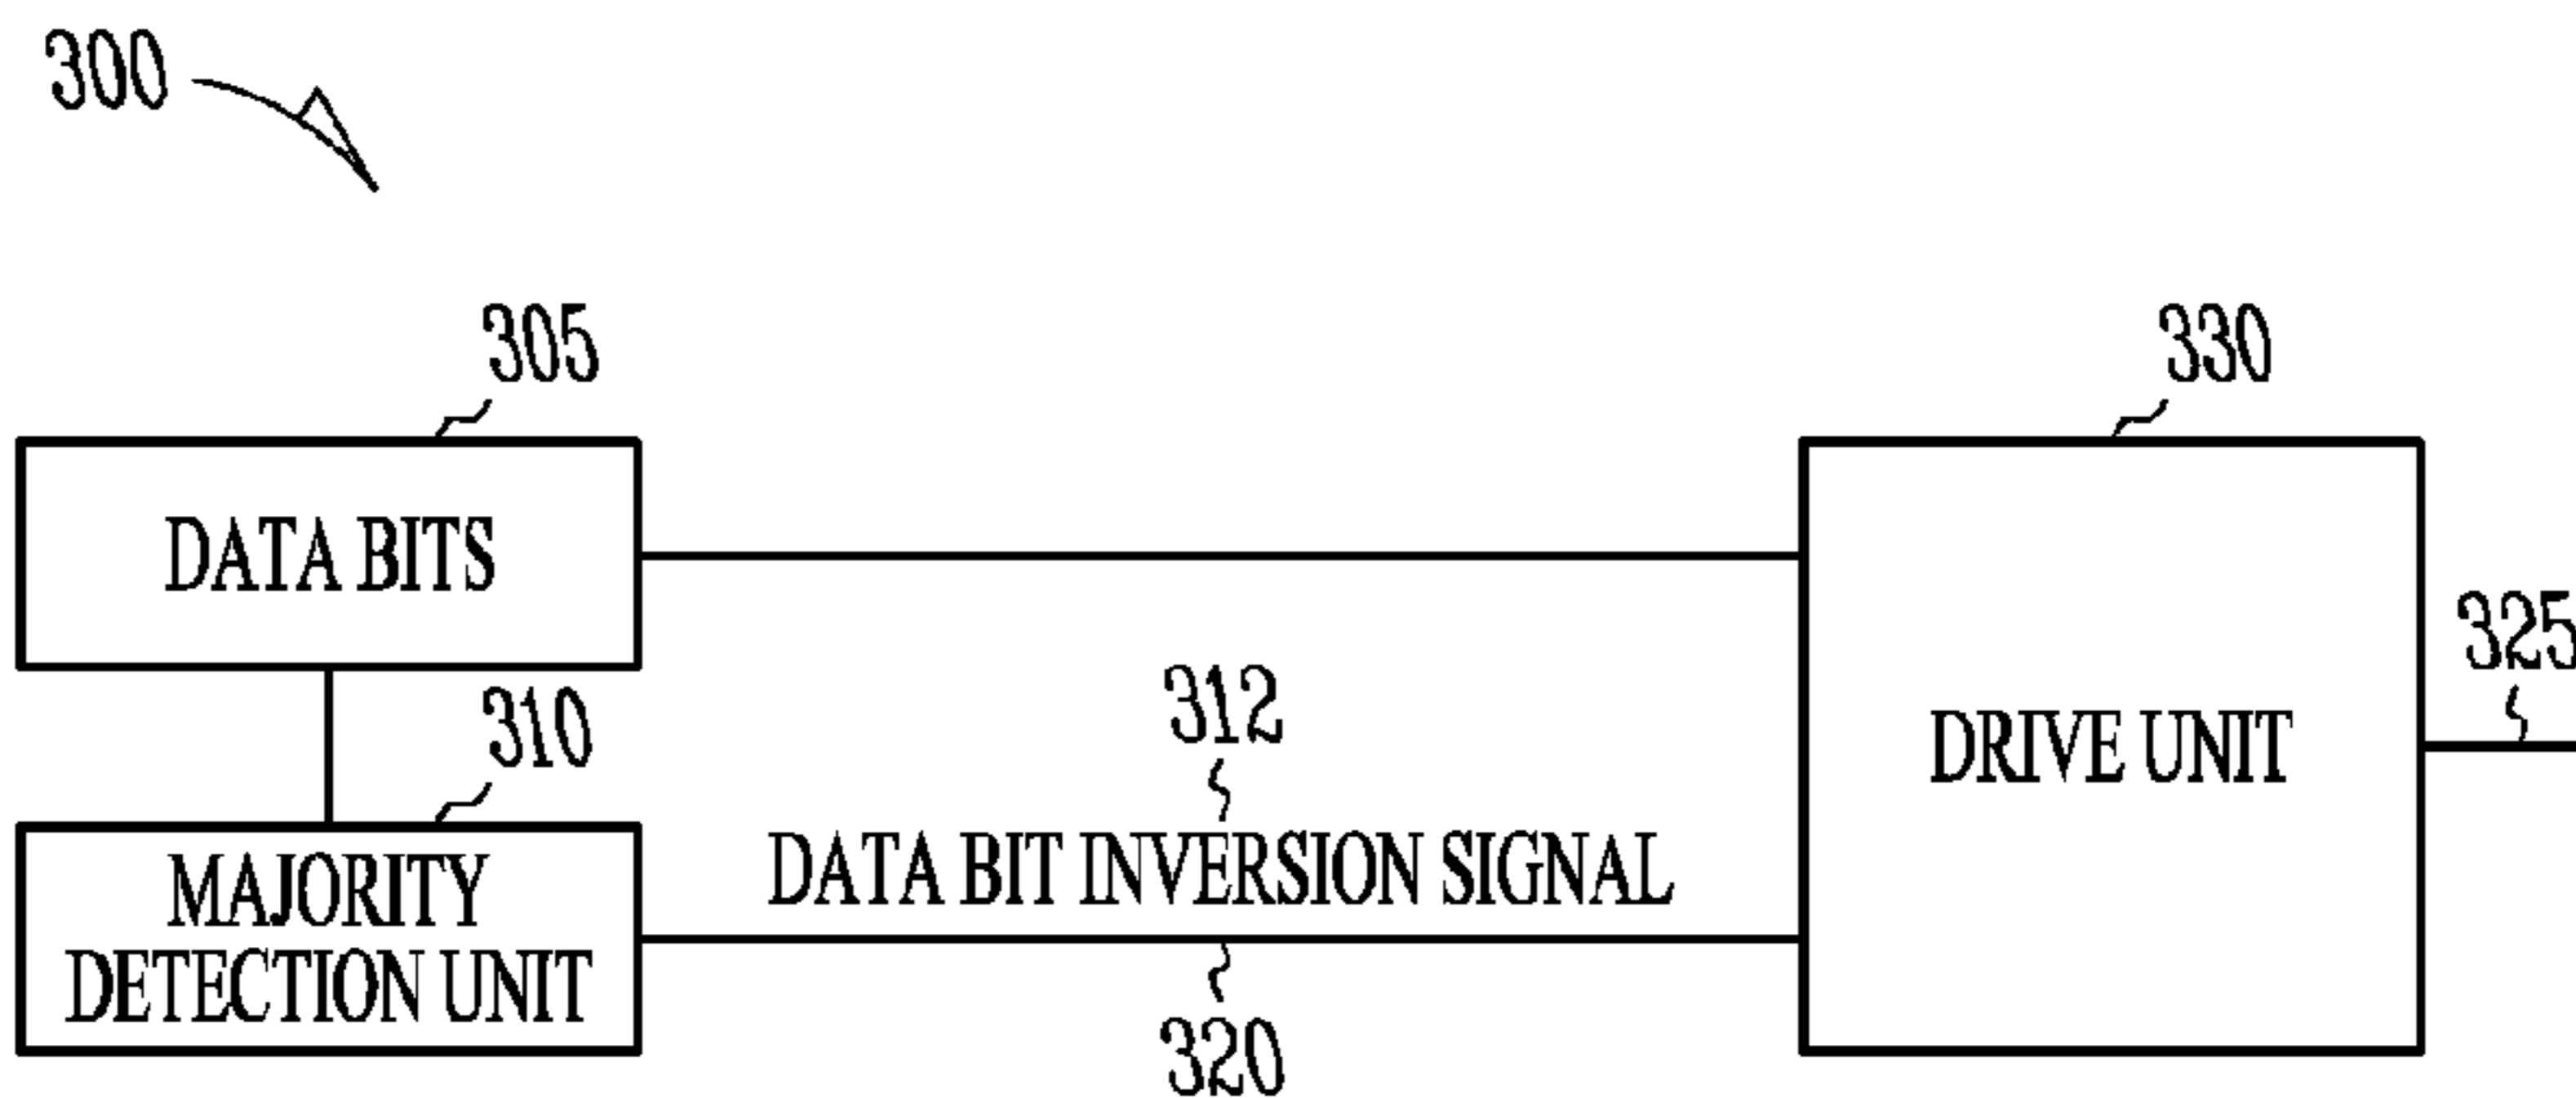 300
305
330
DATA BITS
325
310
312
DRIVE UNIT
DATA BIT INVERSION SIGNAL
MAJORITY
DETECTION UNIT
320